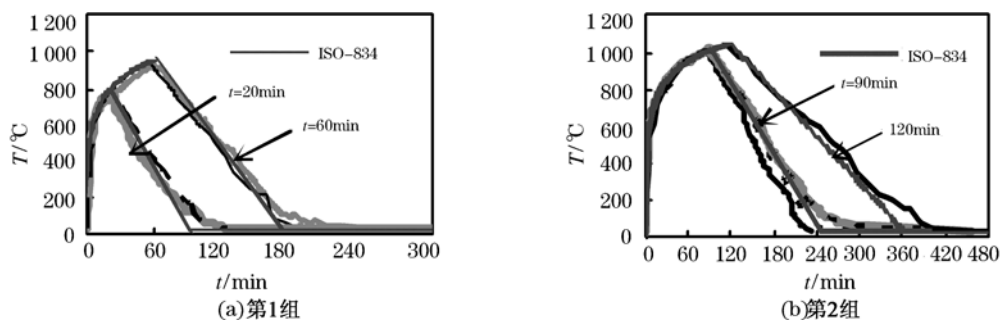 1 200
1 000
800
600
400
200
0
T/℃
ISO-834
t=20min
t=60min
0 60 120 180 240 300
t/min
(a)第1组
1 200
1 000
800
600
400
200
0
T/℃
ISO-834
t=90min
120min
0 60 120 180 240 300 360 420 480
t/min
(b)第2组